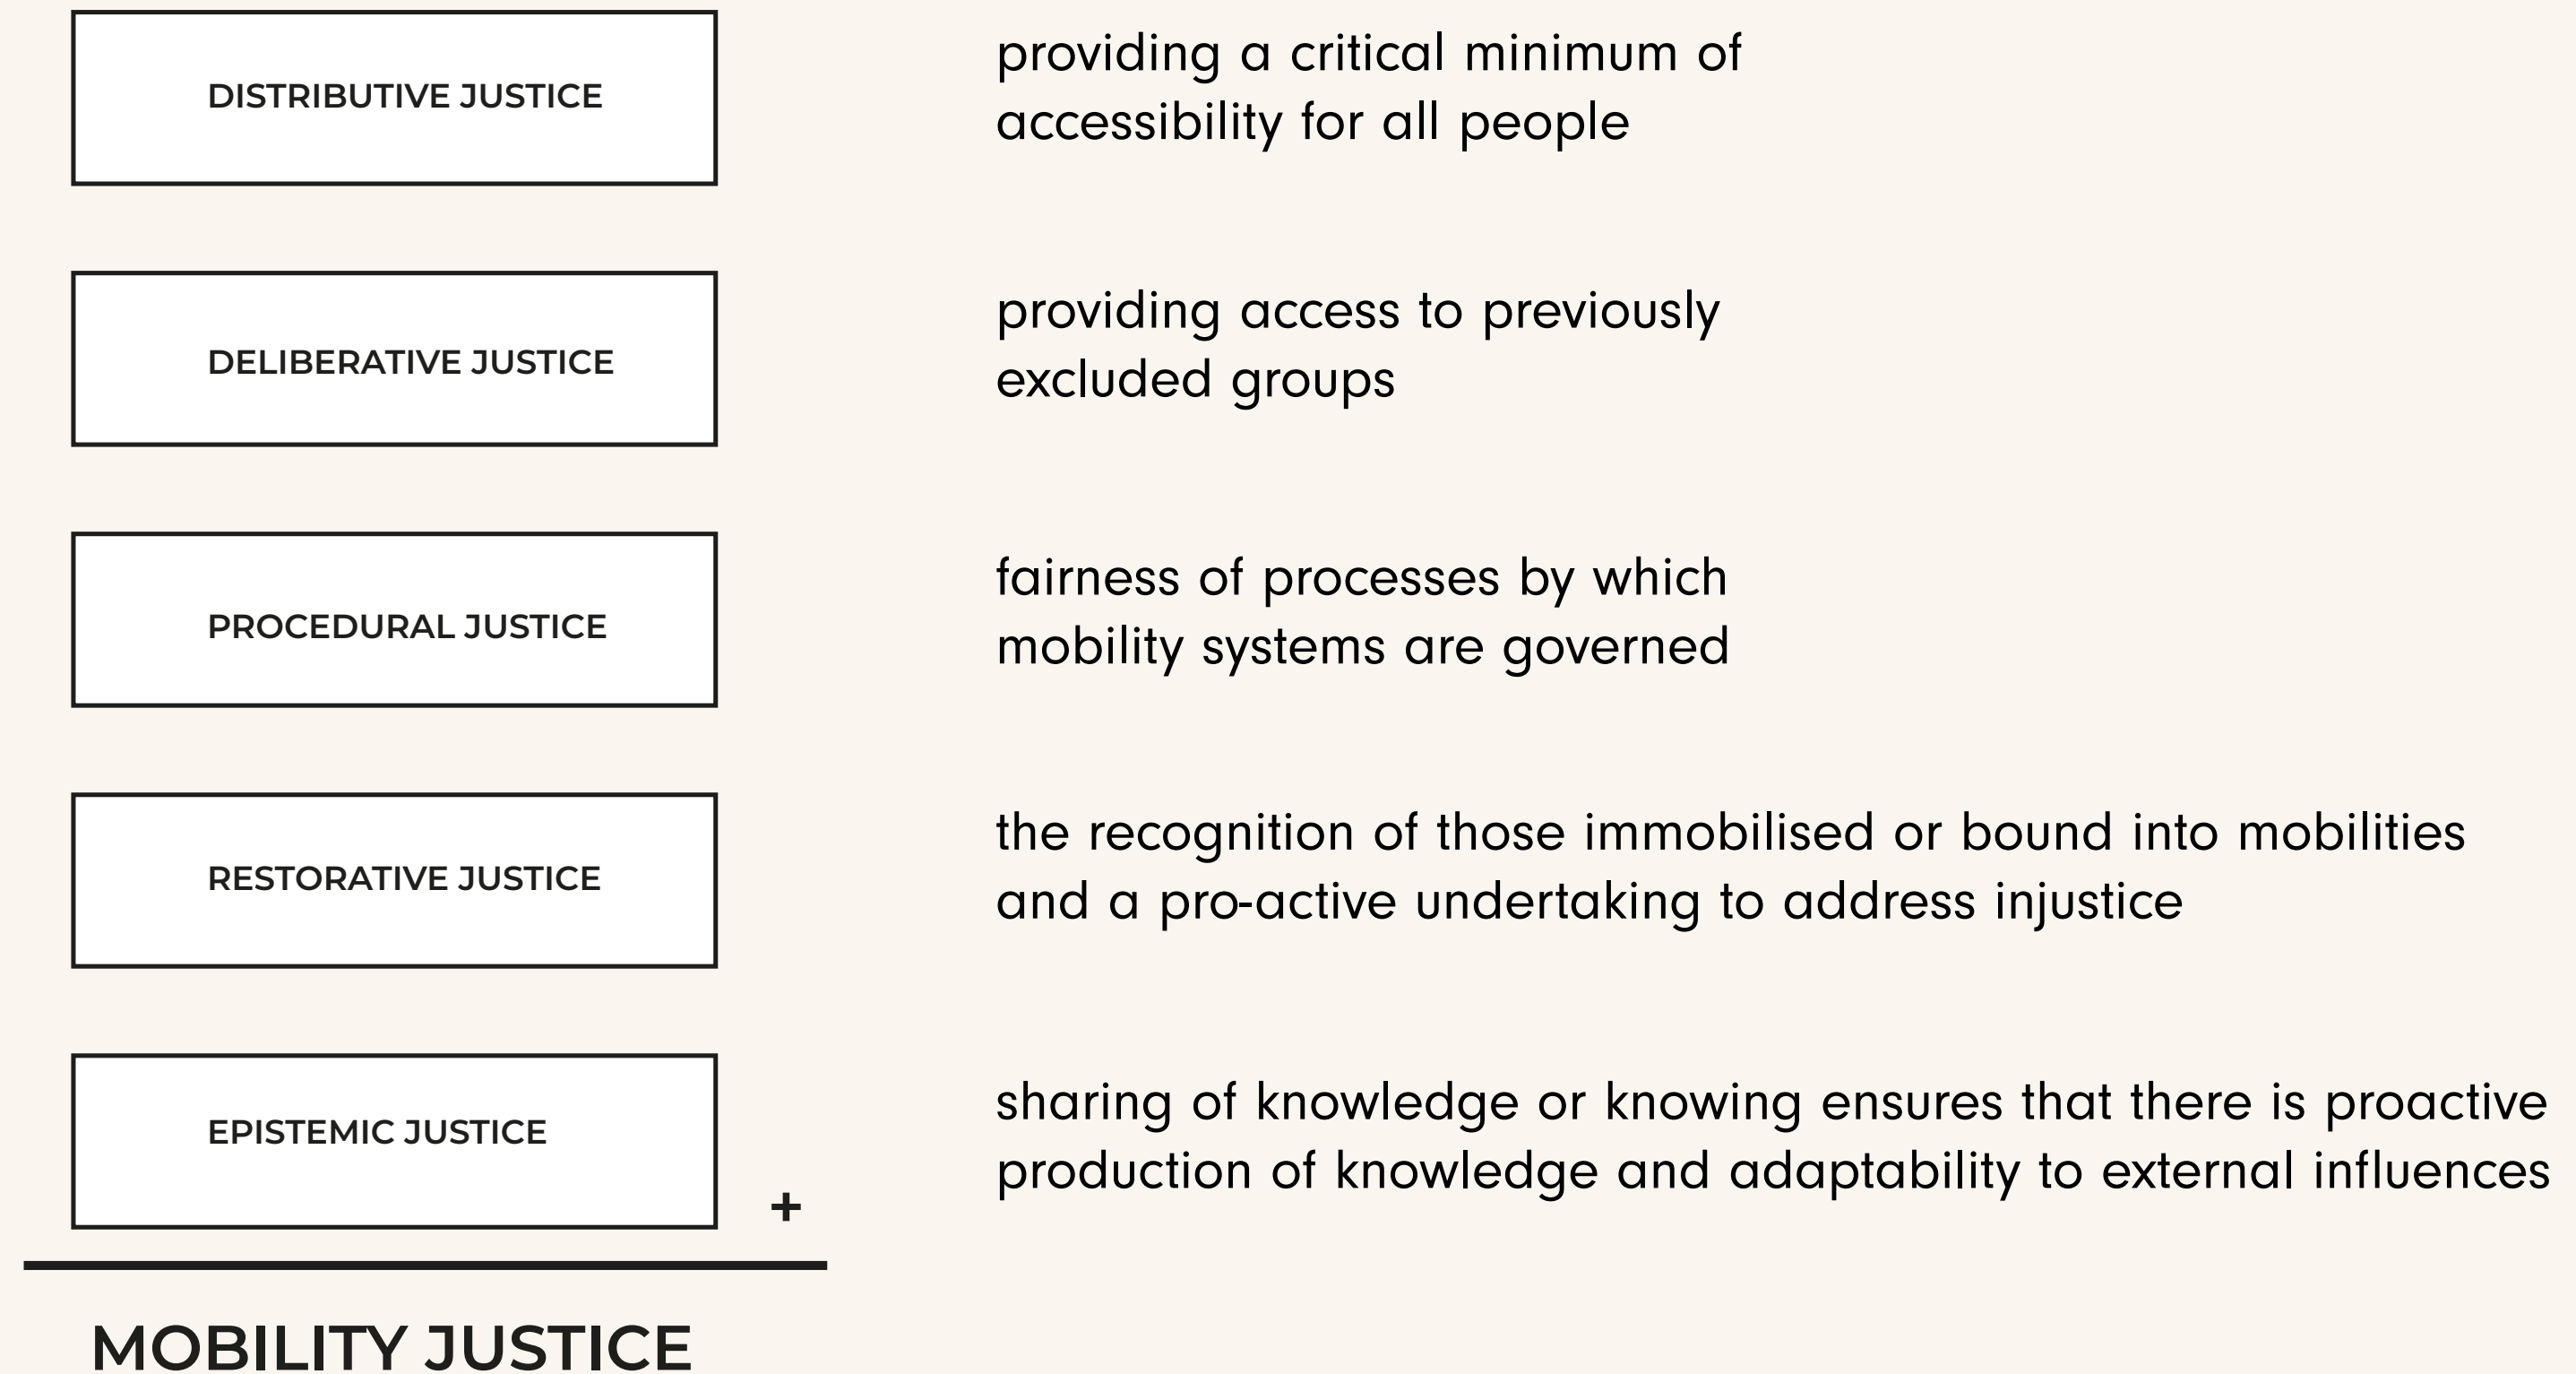 DISTRIBUTIVE JUSTICE
providing a critical minimum of
accessibility for all people
DELIBERATIVE JUSTICE
providing access to previously
excluded groups
PROCEDURAL JUSTICE
fairness of processes by which
mobility systems are governed
RESTORATIVE JUSTICE
the recognition of those immobilised or bound into mobilities
and a pro-active undertaking to address injustice
EPISTEMIC JUSTICE
sharing of knowledge or knowing ensures that there is proactive
production of knowledge and adaptability to external influences
+
MOBILITY JUSTICE